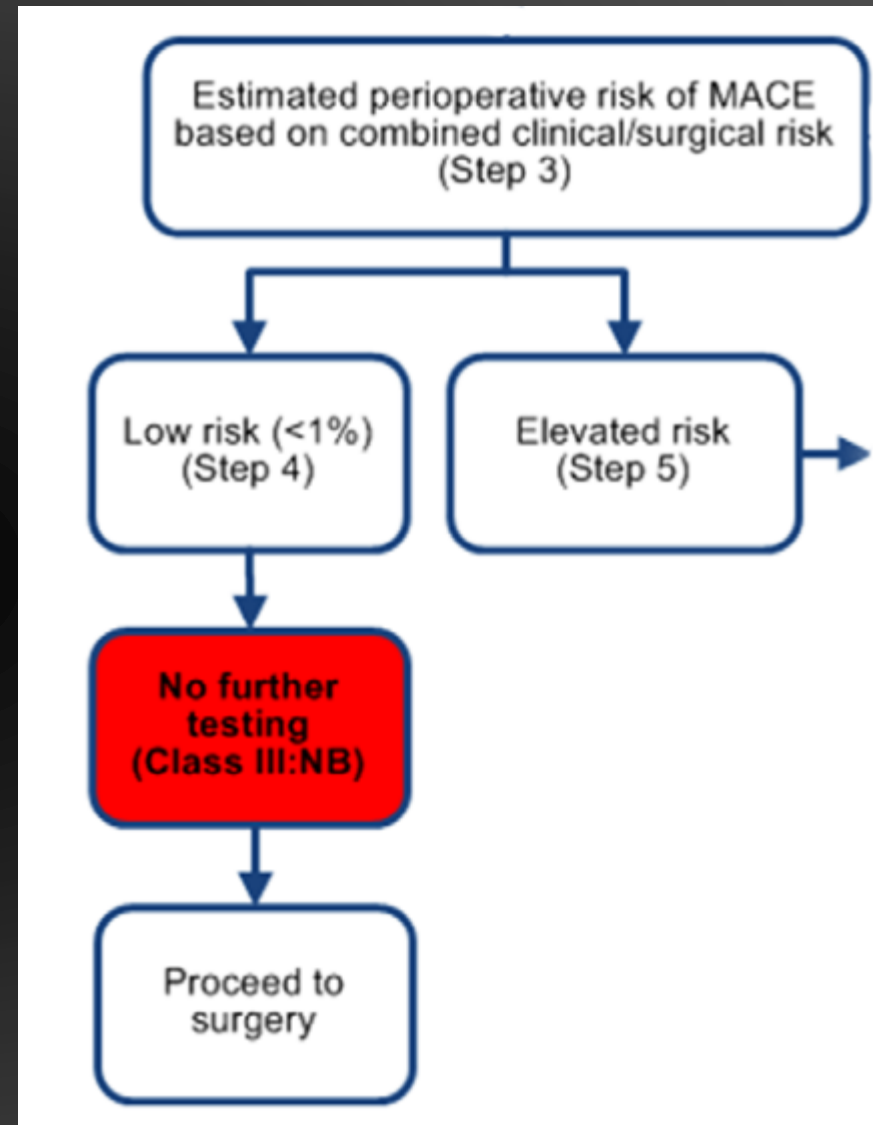 Estimated perioperative risk of MACE
based on combined clinical/surgical risk
(Step 3)
Low risk (<1%)
(Step 4)
Elevated risk
(Step 5)
No further
testing
(Class III:NB)
Proceed to
surgery